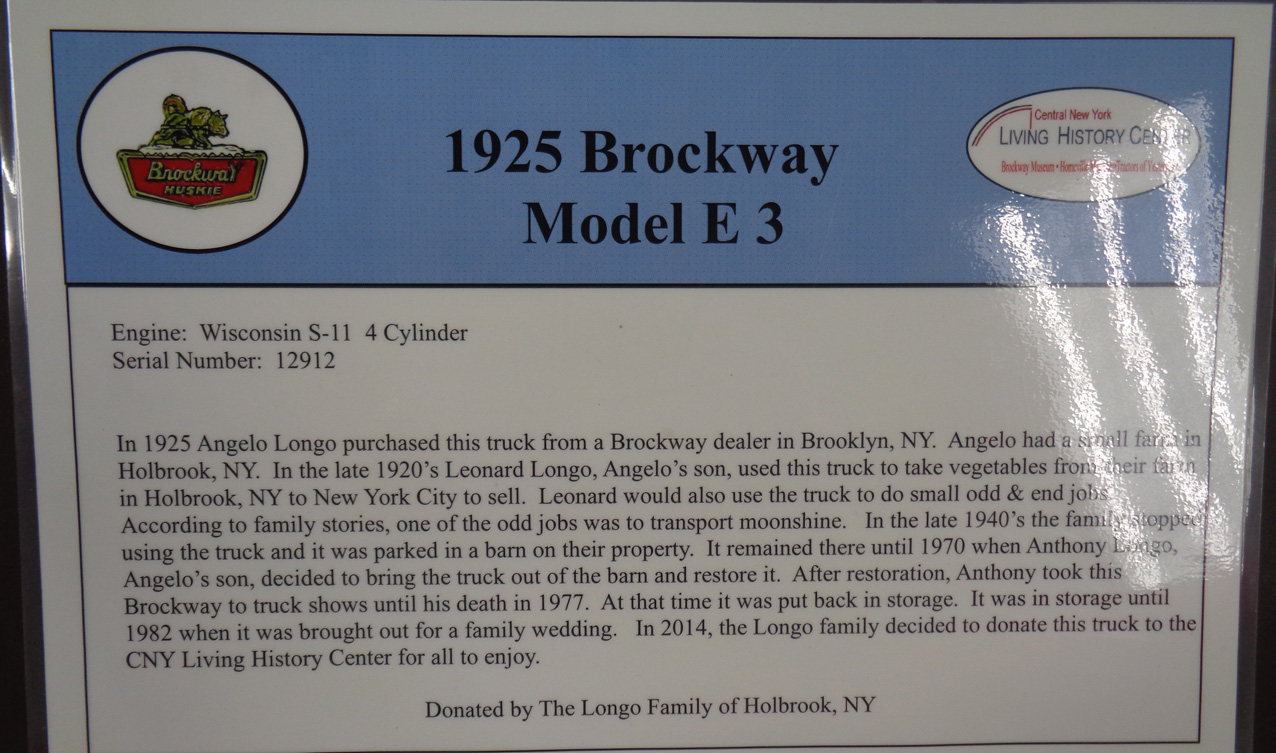 Brockway
HUSKIE
1925 Brockway
Model E 3
Central New York
LIVING HISTORY CENTER
Brockway Museum • Homeville Tractors of
Engine: Wisconsin S-11 4 Cylinder
Serial Number: 12912
In 1925 Angelo Longo purchased this truck from a Brockway dealer in Brooklyn, NY. Angelo had a small farm in
Holbrook, NY. In the late 1920's Leonard Longo, Angelo's son, used this truck to take vegetables from their farm
in Holbrook, NY to New York City to sell. Leonard would also use the truck to do small odd & end jobs
According to family stories, one of the odd jobs was to transport moonshine. In the late 1940's the family stopped
using the truck and it was parked in a barn on their property. It remained there until 1970 when Anthony Longo,
Angelo's son, decided to bring the truck out of the barn and restore it. After restoration, Anthony took this
Brockway to truck shows until his death in 1977. At that time it was put back in storage. It was in storage until
1982 when it was brought out for a family wedding. In 2014, the Longo family decided to donate this truck to the
CNY Living History Center for all to enjoy.
Donated by The Longo Family of Holbrook, NY